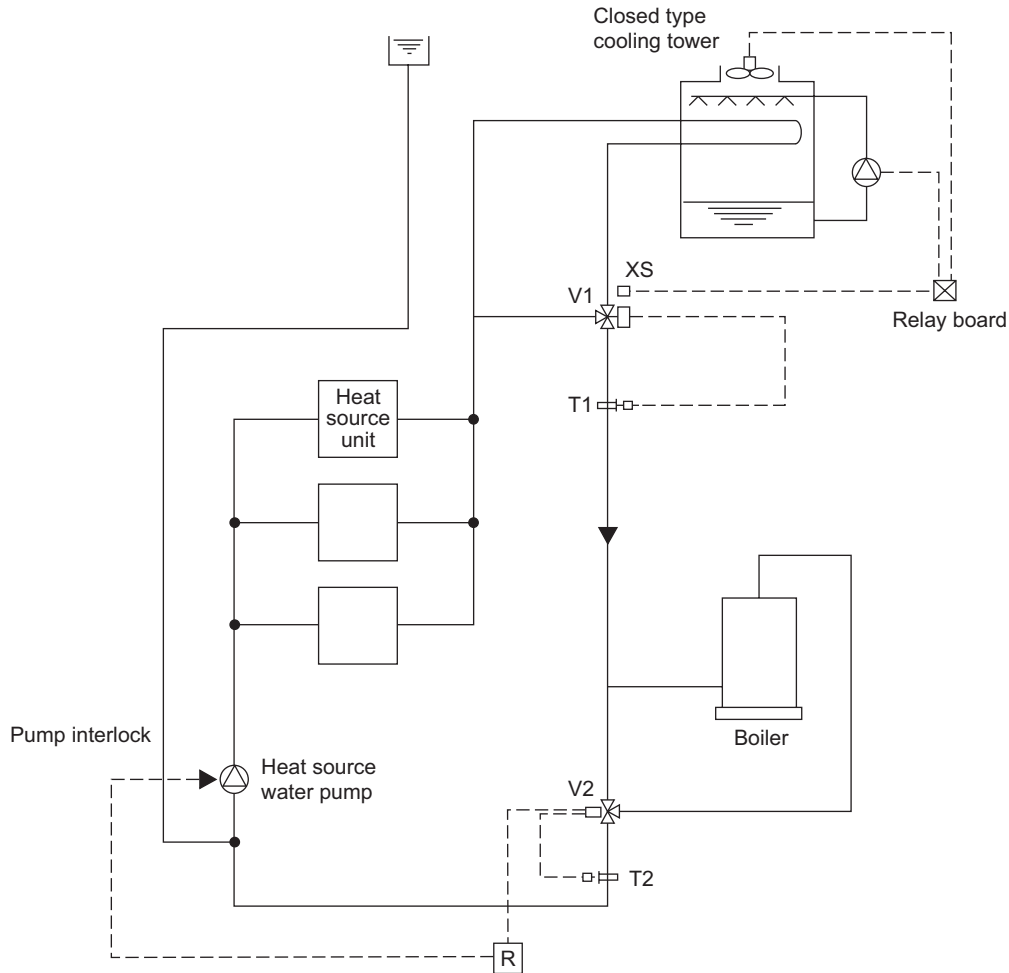 Closed type
cooling tower
XS
V1
Relay board
T1
Heat
source
unit
Boiler
Pump interlock
Heat source
water pump
V2
T2
R